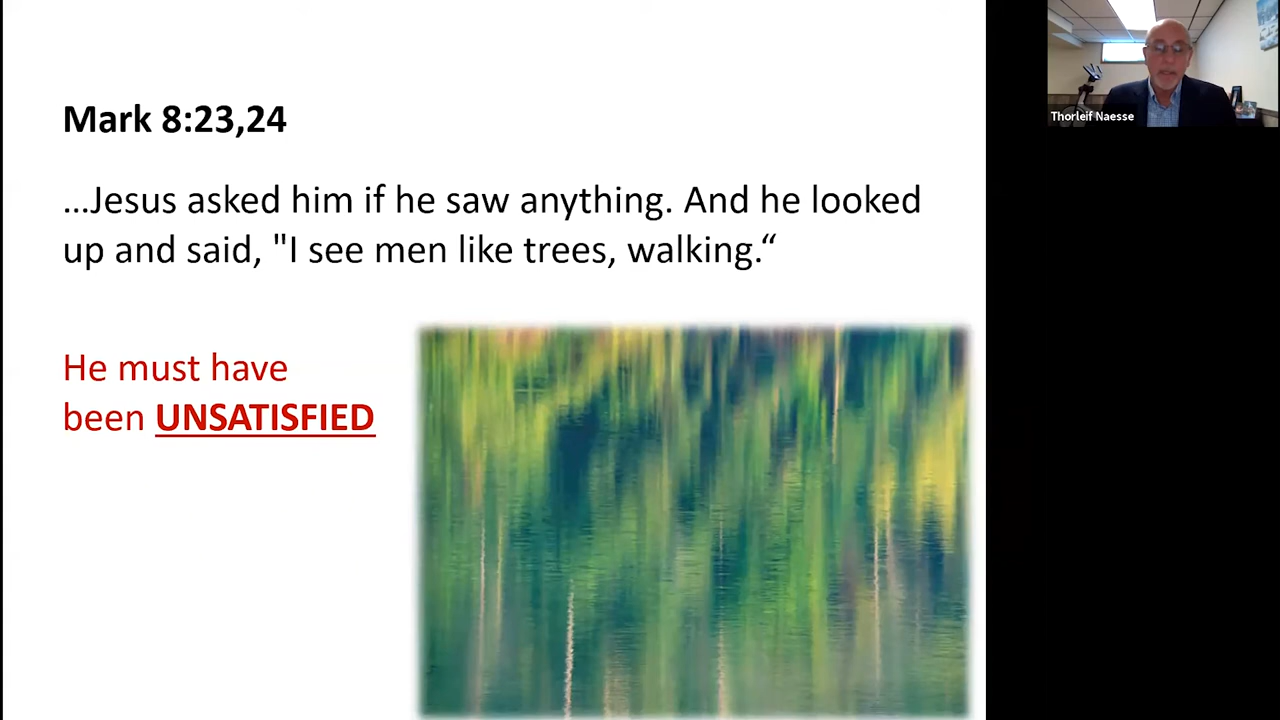 Mark 8:23,24
…Jesus asked him if he saw anything. And he looked
up and said, "I see men like trees, walking.“
He must have
been UNSATISFIED
Thorleif Naesse